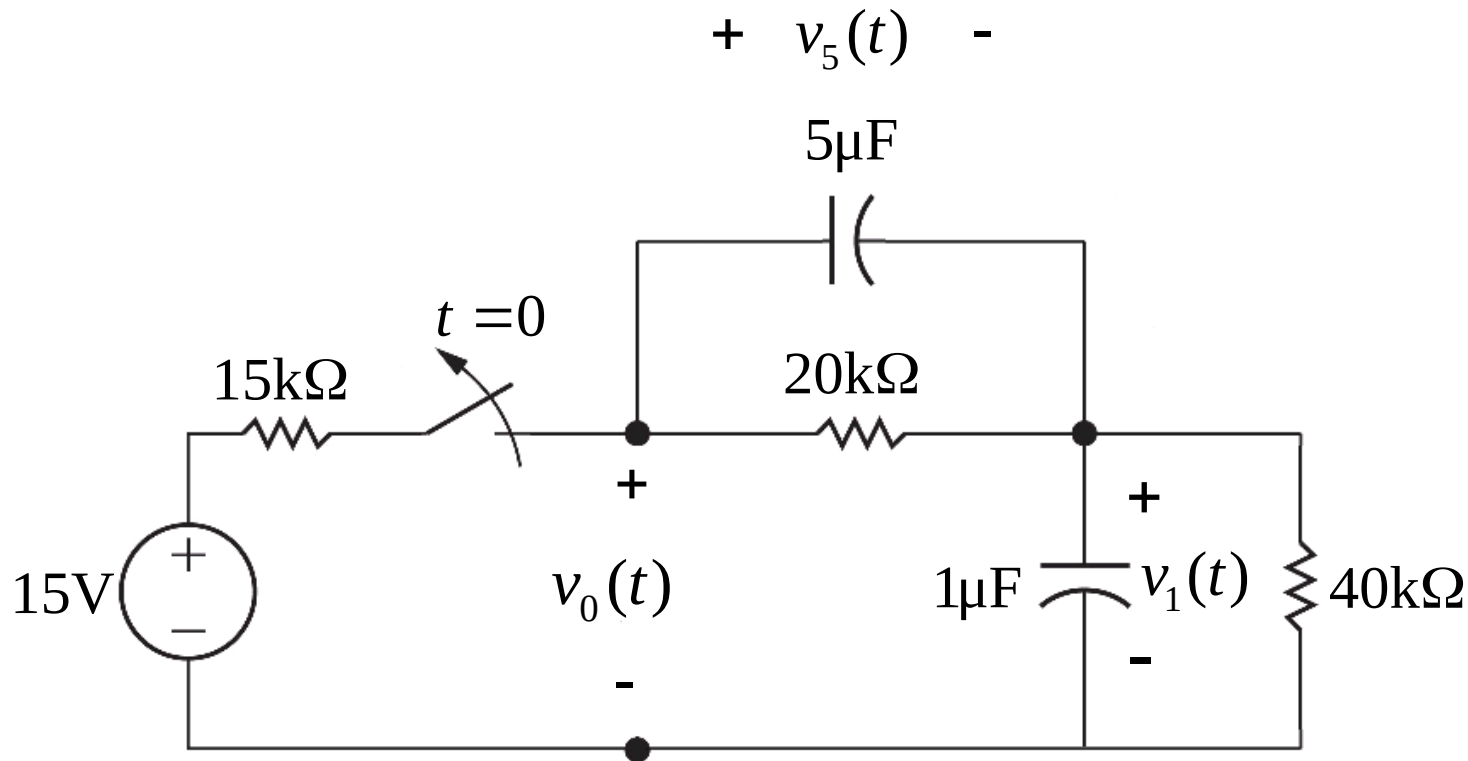 + v₅(t) -
5μF
t =0
15kΩ
20kΩ
+
+
+
15V
v₀(t)
1μF
v₁(t)
40kΩ
−
-
-